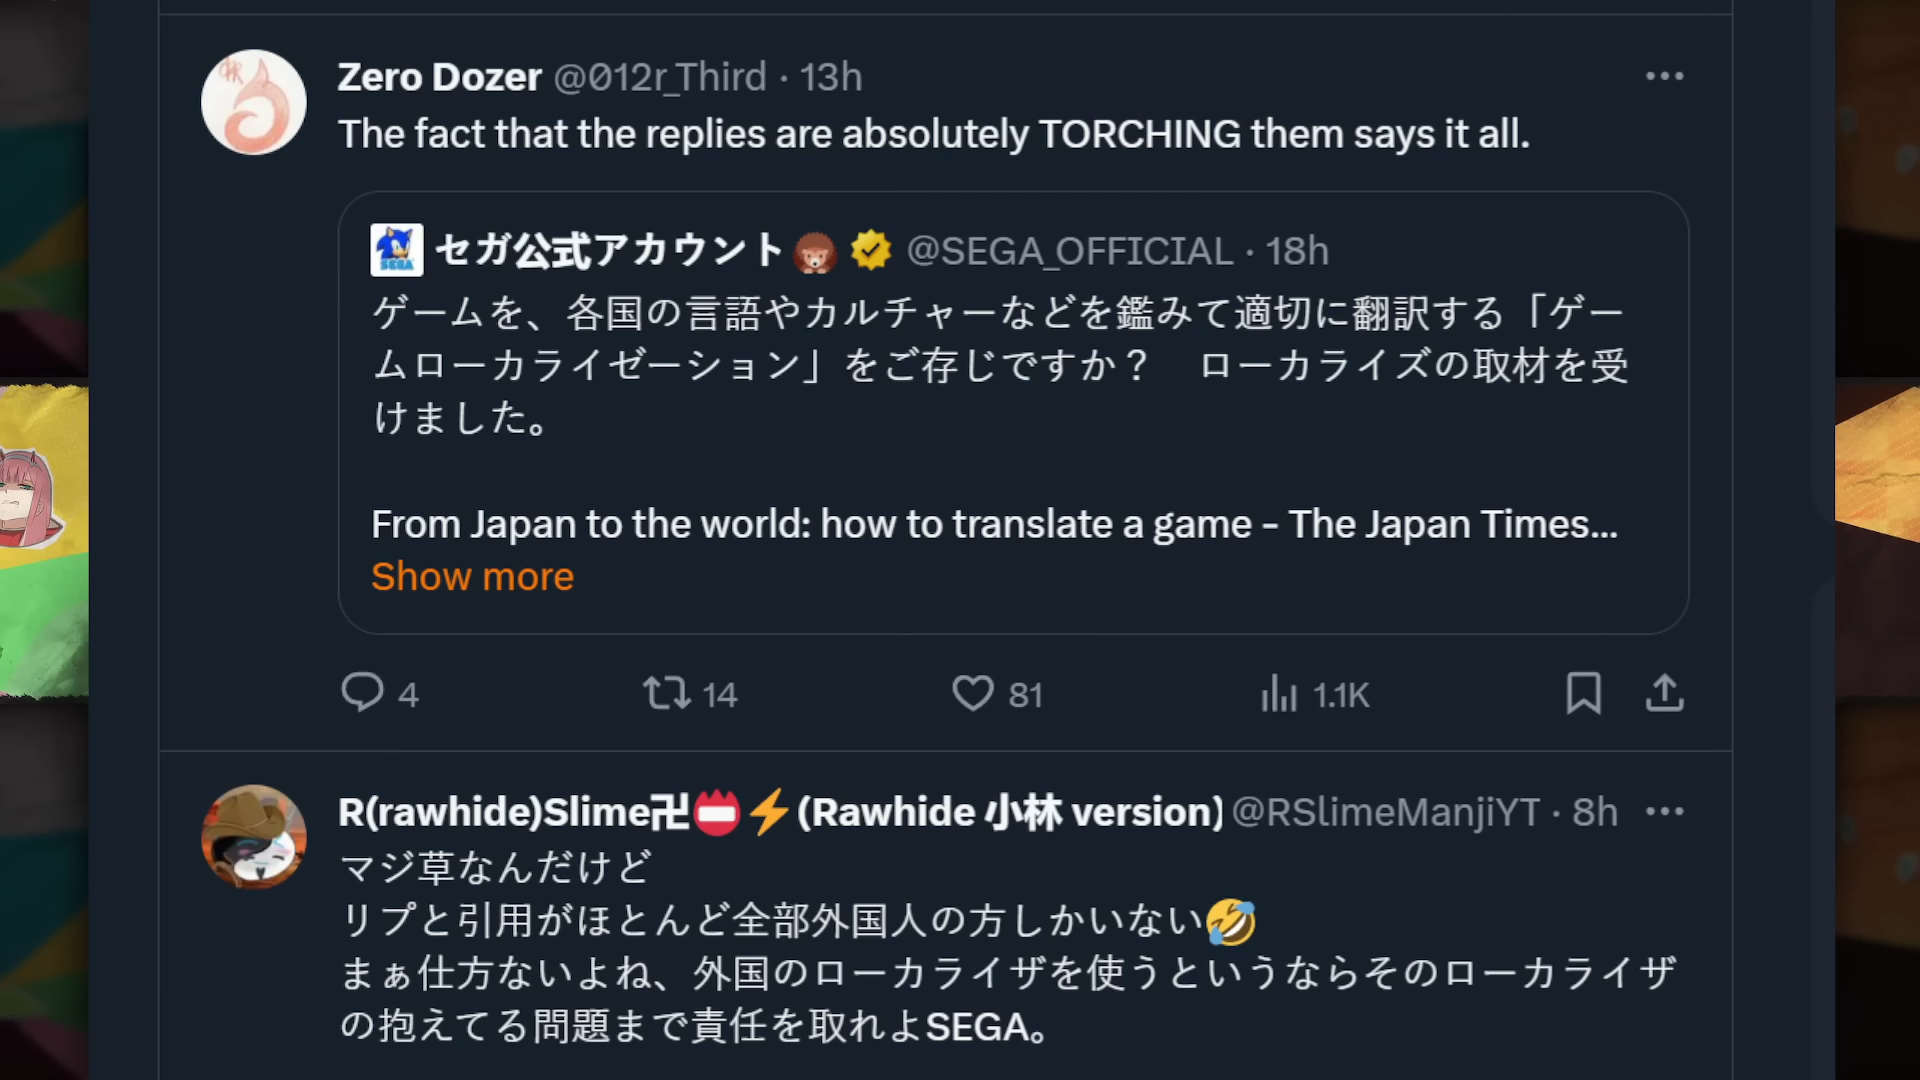 Zero Dozer @012r_Third · 13h
The fact that the replies are absolutely TORCHING them says it all.
セガ公式アカウント🦔 @SEGA_OFFICIAL · 18h
ゲームを、各国の言語やカルチャーなどを鑑みて適切に翻訳する「ゲー
ムローカライゼーション」をご存じですか？　ローカライズの取材を受
けました。
From Japan to the world: how to translate a game – The Japan Times...
Show more
4 14 81 1.1K
R(rawhide)Slime卍📛⚡(Rawhide 小林 version) @RSlimeManjiYT · 8h
マジ草なんだけど
リプと引用がほとんど全部外国人の方しかいない🤣
まぁ仕方ないよね、外国のローカライザを使うというならそのローカライザ
の抱えてる問題まで責任を取れよSEGA。